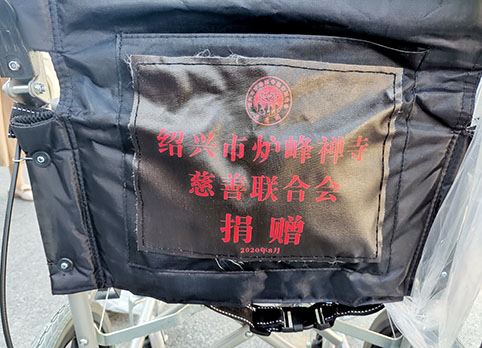 绍兴市炉峰禅寺
慈善联合会
捐赠
2020年8月